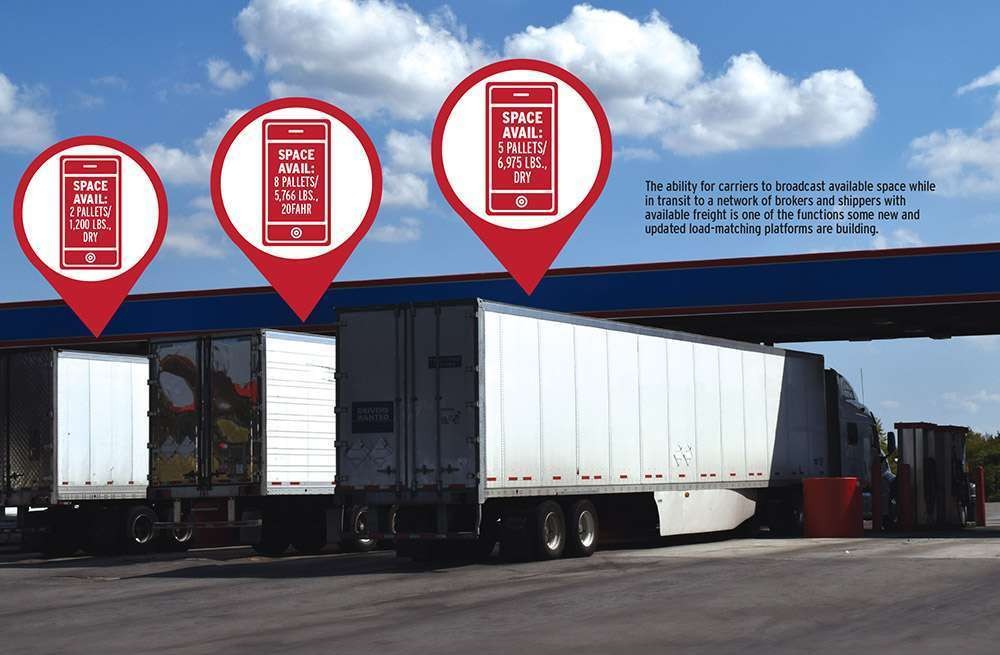 SPACE
AVAIL:
2 PALLETS/
1,200 LBS.,
DRY
SPACE
AVAIL:
8 PALLETS/
5,766 LBS.,
20FAHR
SPACE
AVAIL:
5 PALLETS/
6,975 LBS.,
DRY
The ability for carriers to broadcast available space while
in transit to a network of brokers and shippers with
available freight is one of the functions some new and
updated load-matching platforms are building.
DRIVERS
WANTED